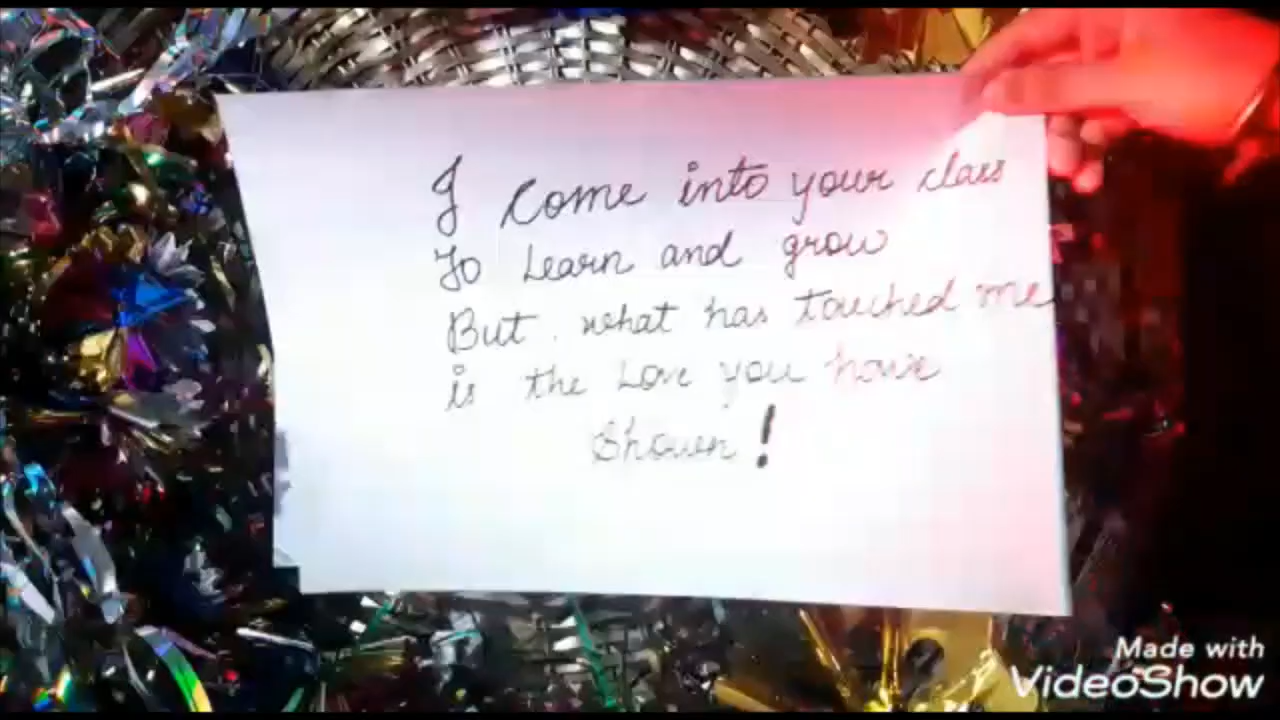 I come into your class
To Learn and grow
But what has touched me
is the Love you have
Shown!
Made with
VideoShow